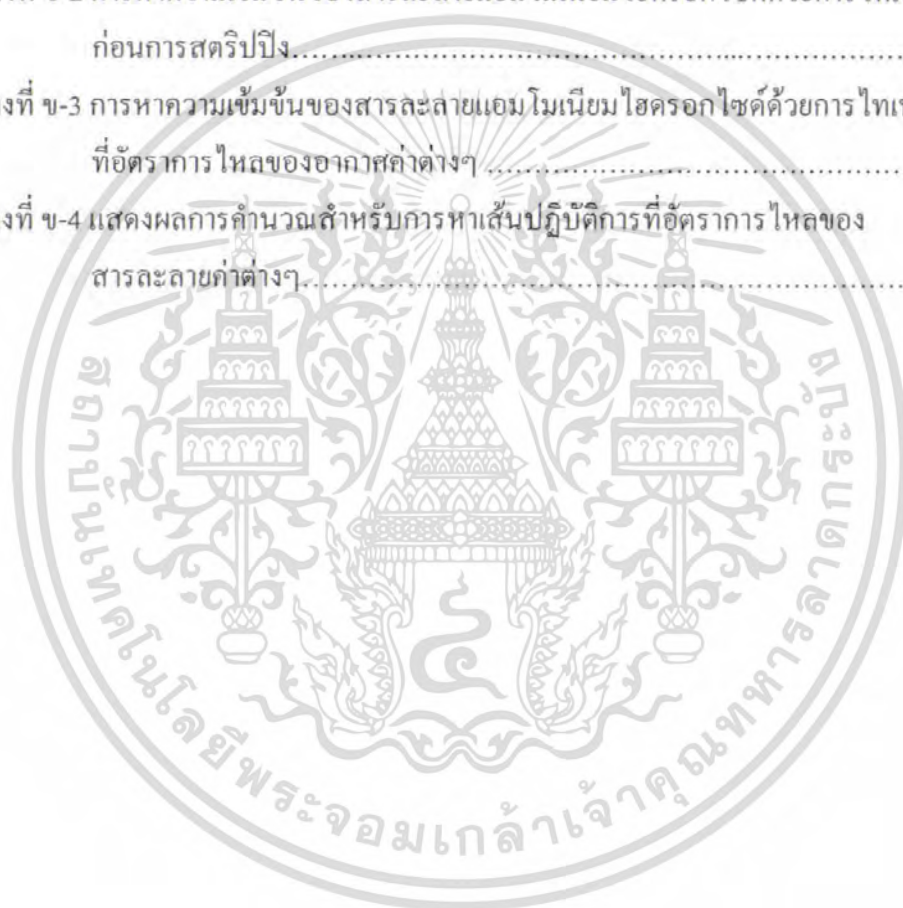 ก่อนการสตริปปิง
งที่ ข-3 การหาความเข้มข้นของสารละลายแอมโมเนียมไฮดรอกไซด์ด้วยการไทเท
ที่อัตราการไหลของอากาศค่าต่างๆ
งที่ ข-4 แสดงผลการคำนวณสำหรับการหาเส้นปฏิบัติการที่อัตราการไหลของ
สารละลายค่าต่างๆ
สถาบันเทคโนโลยีพระจอมเกล้าเจ้าคุณทหารลาดกระบัง